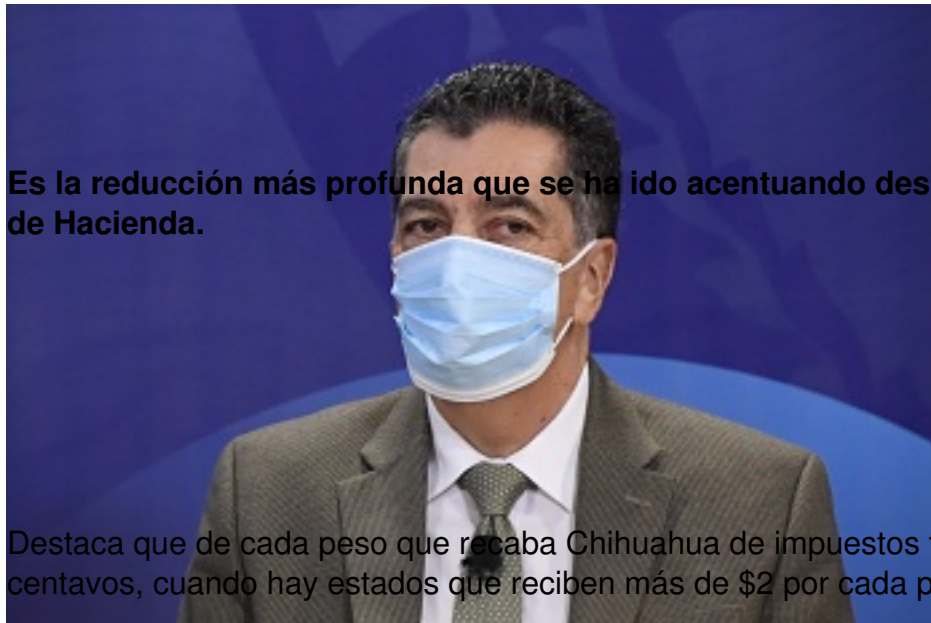 Es la reducción más profunda que se ha ido acentuando des
de Hacienda.
Destaca que de cada peso que recaba Chihuahua de impuestos
centavos, cuando hay estados que reciben más de $2 por cada p